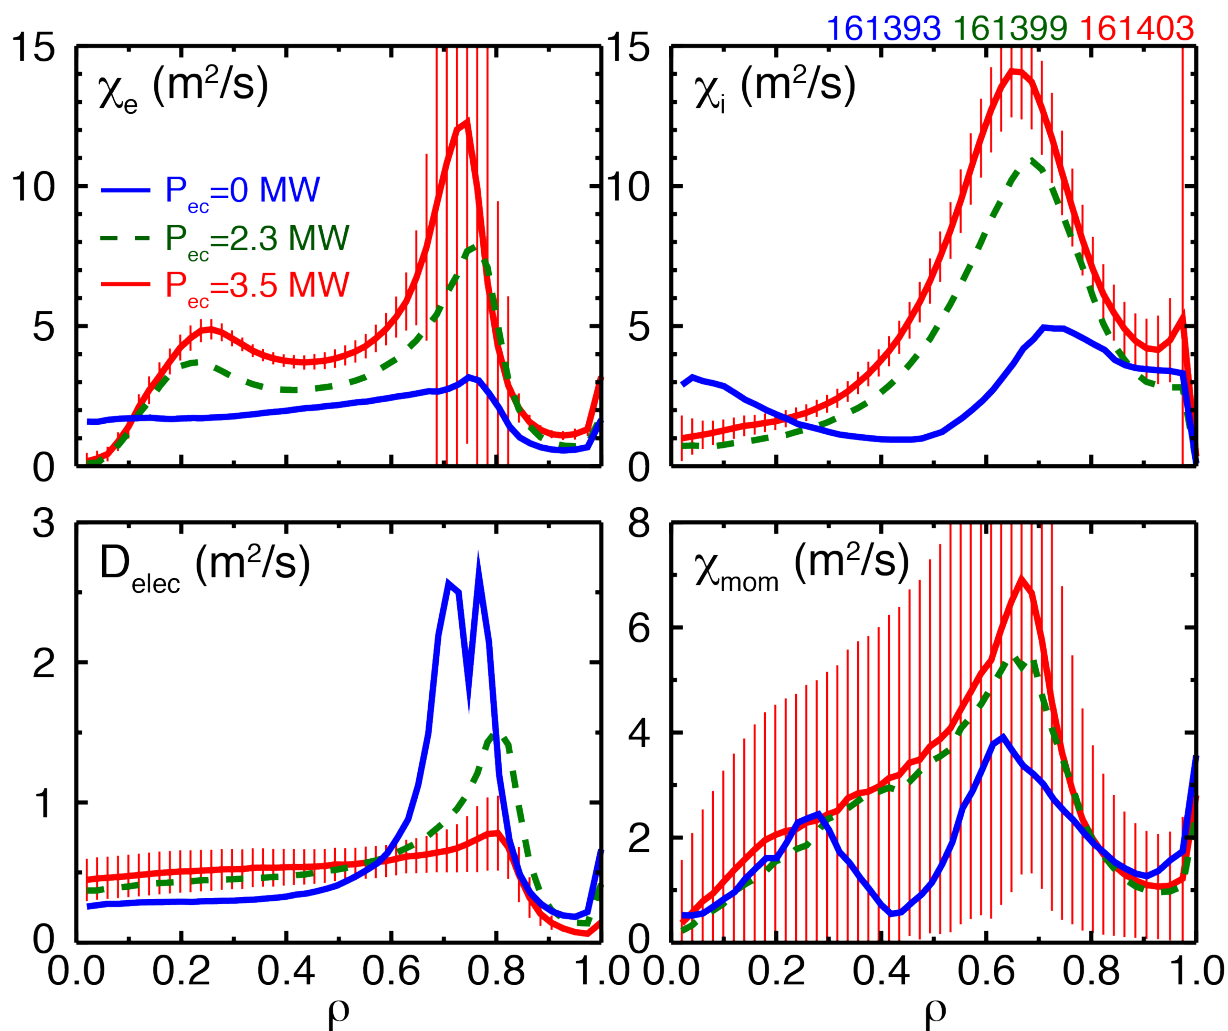 161393 161399 161403
15
χe (m²/s)
10
5
0
Pec=0 MW
Pec=2.3 MW
Pec=3.5 MW
15
χi (m²/s)
10
5
0
3
Delec (m²/s)
2
1
0
0.0 0.2 0.4 0.6 0.8 1.0
ρ
8
χmom (m²/s)
6
4
2
0
0.0 0.2 0.4 0.6 0.8 1.0
ρ